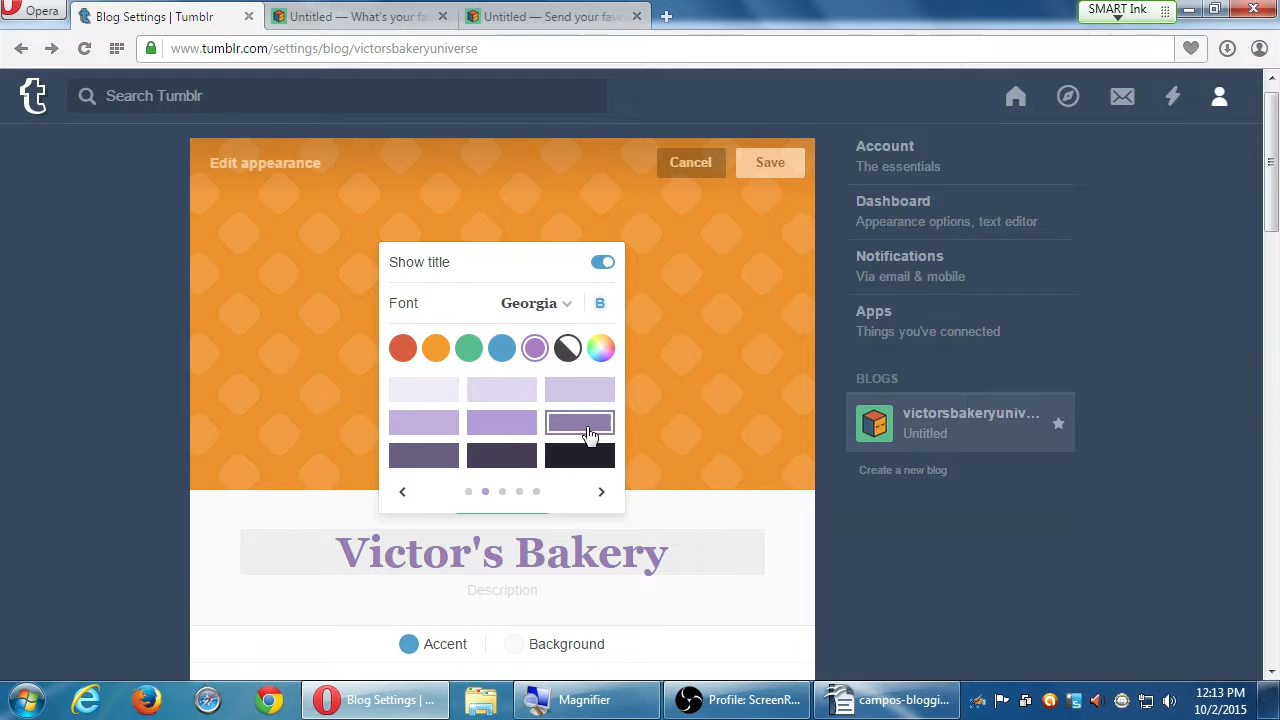 Opera
Blog Settings | Tumblr
Untitled — What's your fav
Untitled — Send your favo
SMART Ink
www.tumblr.com/settings/blog/victorsbakeryuniverse
Search Tumblr
Edit appearance
Cancel
Save
Show title
Font
Georgia
B
Victor's Bakery
Description
Accent
Background
Account
The essentials
Dashboard
Appearance options, text editor
Notifications
Via email & mobile
Apps
Things you've connected
BLOGS
victorsbakeryuniv...
Untitled
Create a new blog
Blog Settings | ...
Magnifier
Profile: ScreenR...
campos-bloggi...
12:13 PM
10/2/2015